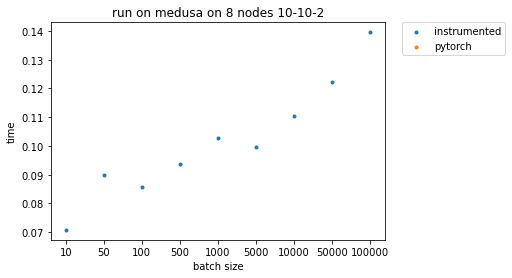 run on medusa on 8 nodes 10-10-2
instrumented
pytorch
0.14
0.13
0.12
0.11
0.10
0.09
0.08
0.07
time
10 50 100 500 1000 5000 10000 50000 100000
batch size